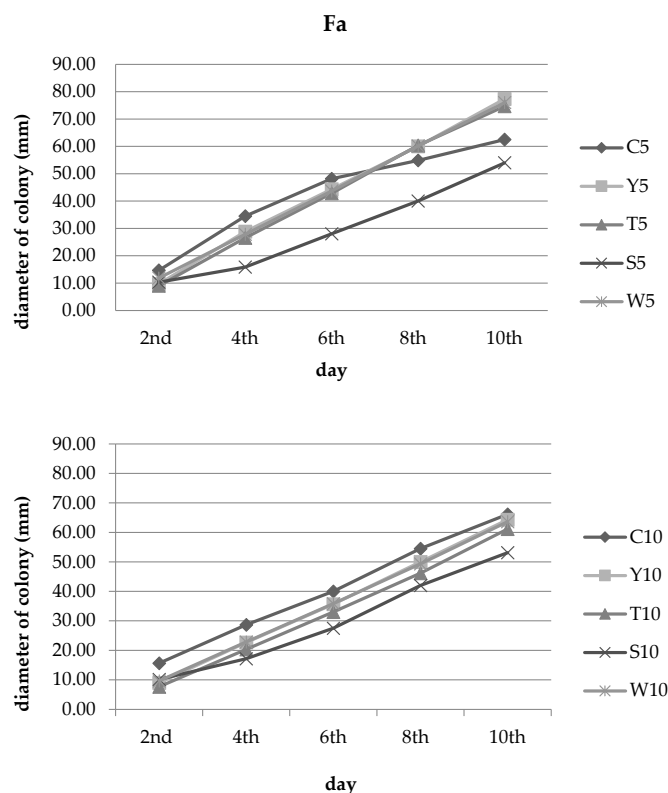 Fa
90.00
80.00
70.00
60.00
50.00
40.00
30.00
20.00
10.00
0.00
diameter of colony (mm)
2nd 4th 6th 8th 10th
day
C5
Y5
T5
S5
W5
90.00
80.00
70.00
60.00
50.00
40.00
30.00
20.00
10.00
0.00
diameter of colony (mm)
2nd 4th 6th 8th 10th
day
C10
Y10
T10
S10
W10